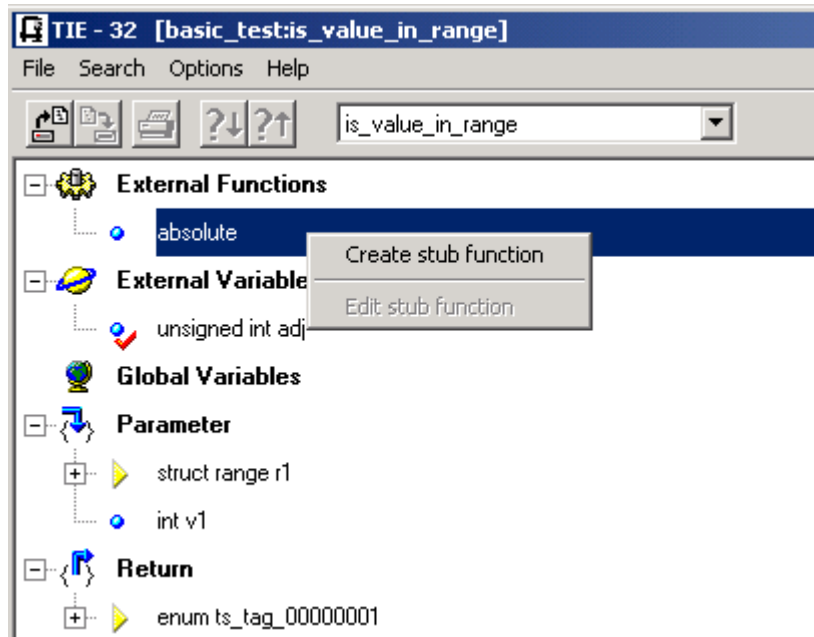 TIE - 32 [basic_test:is_value_in_range]
File Search Options Help
is_value_in_range
External Functions
absolute
Create stub function
Edit stub function
External Variable
unsigned int adj
Global Variables
Parameter
struct range r1
int v1
Return
enum ts_tag_00000001